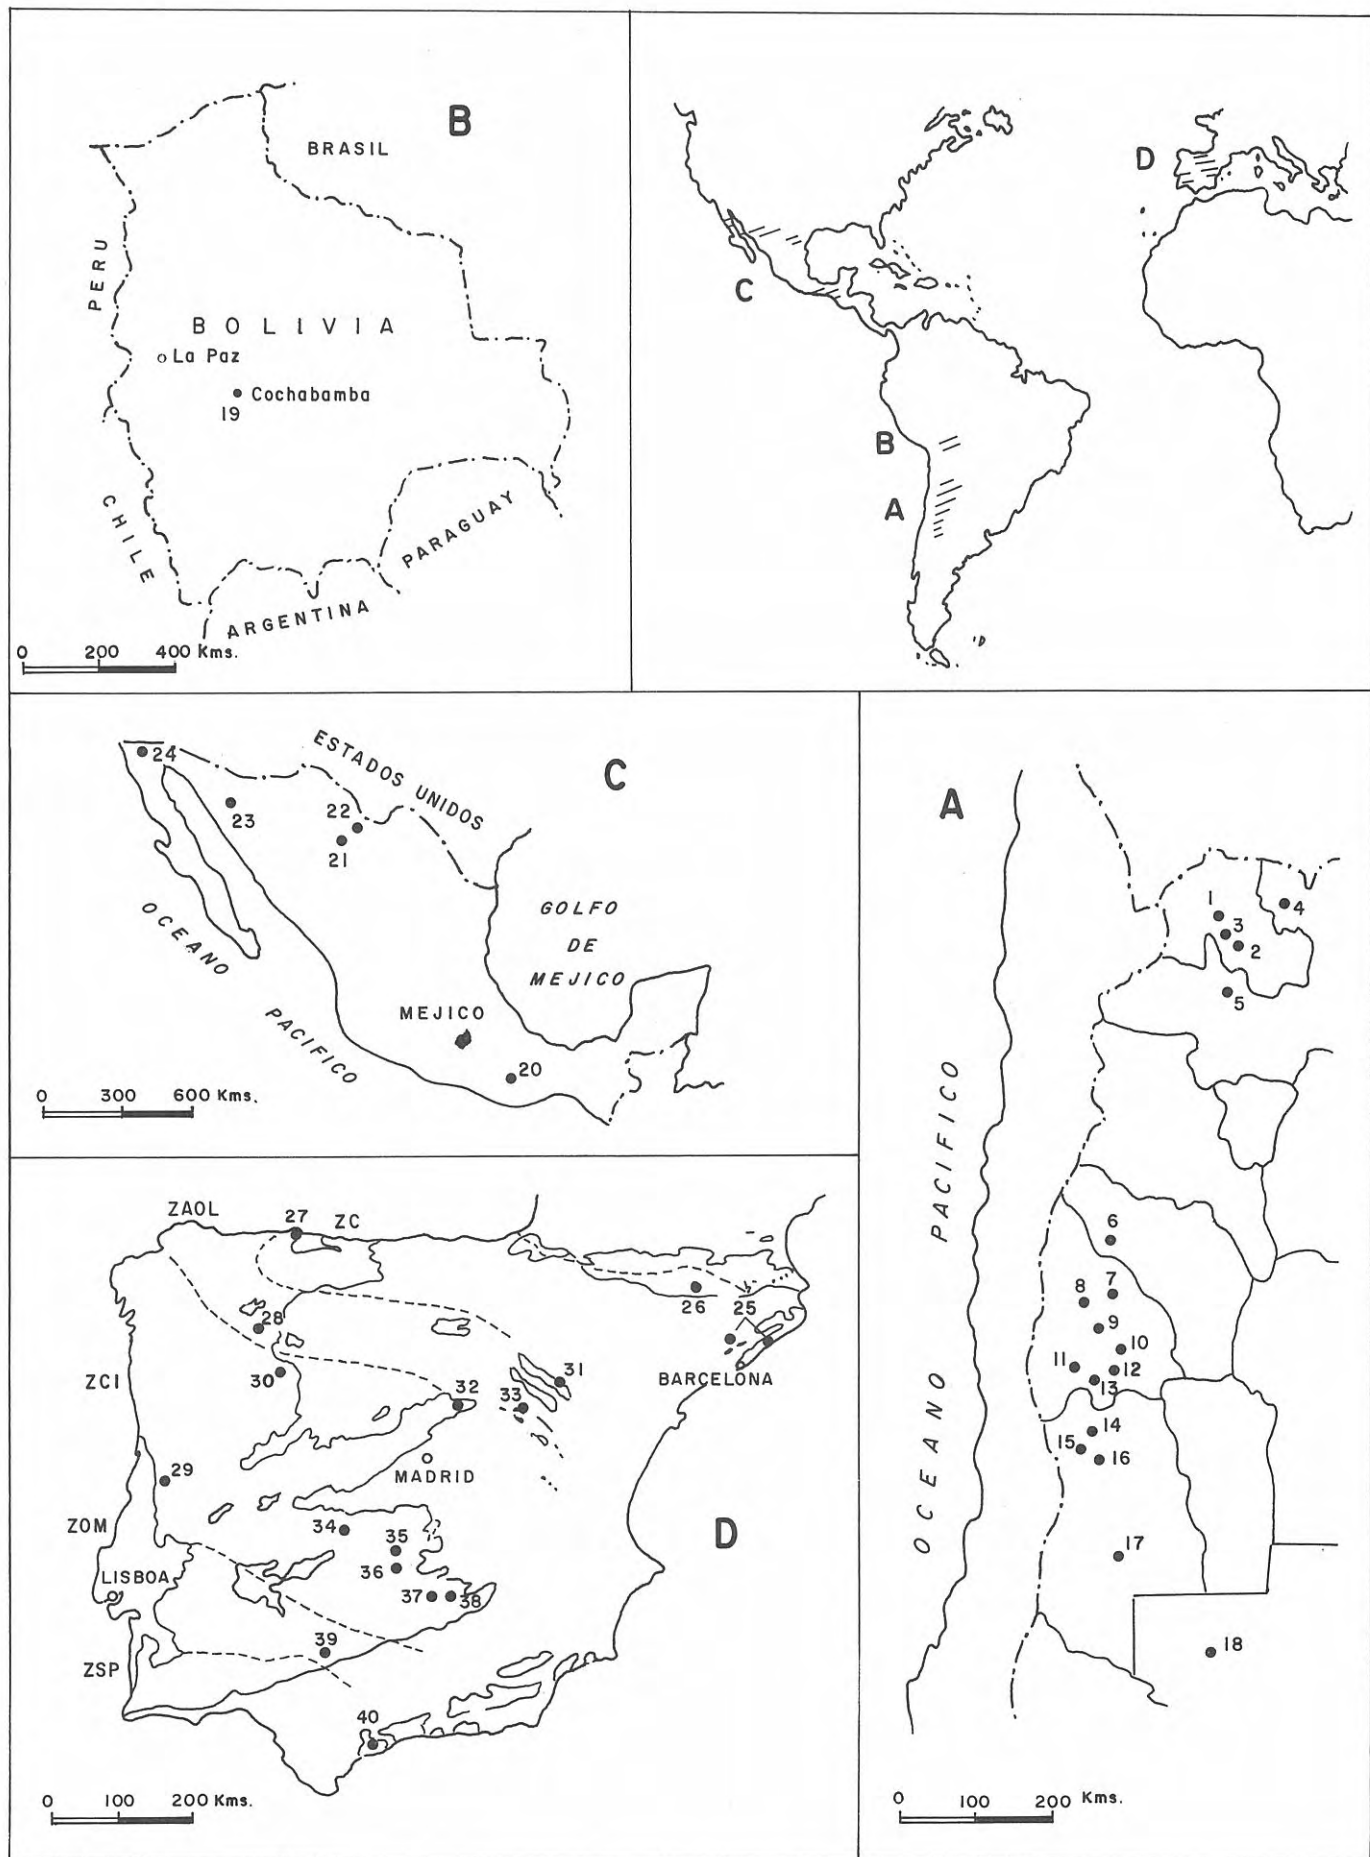 B
BRASIL
PERU
BOLIVIA
La Paz
Cochabamba
19
CHILE
PARAGUAY
ARGENTINA
0 200 400 Kms.
D
C
B
A
C
ESTADOS UNIDOS
24
23
22
21
OCEANO PACIFICO
GOLFO
DE
MEJICO
MEJICO
20
0 300 600 Kms.
A
1
3
4
2
5
OCEANO PACIFICO
6
7
8
9
10
11
12
13
14
15
16
17
18
0 100 200 Kms.
ZAOL
27
ZC
26
25
28
BARCELONA
ZCI
30
31
32
33
MADRID
29
D
ZOM
34
35
36
LISBOA
37
38
39
ZSP
40
0 100 200 Kms.